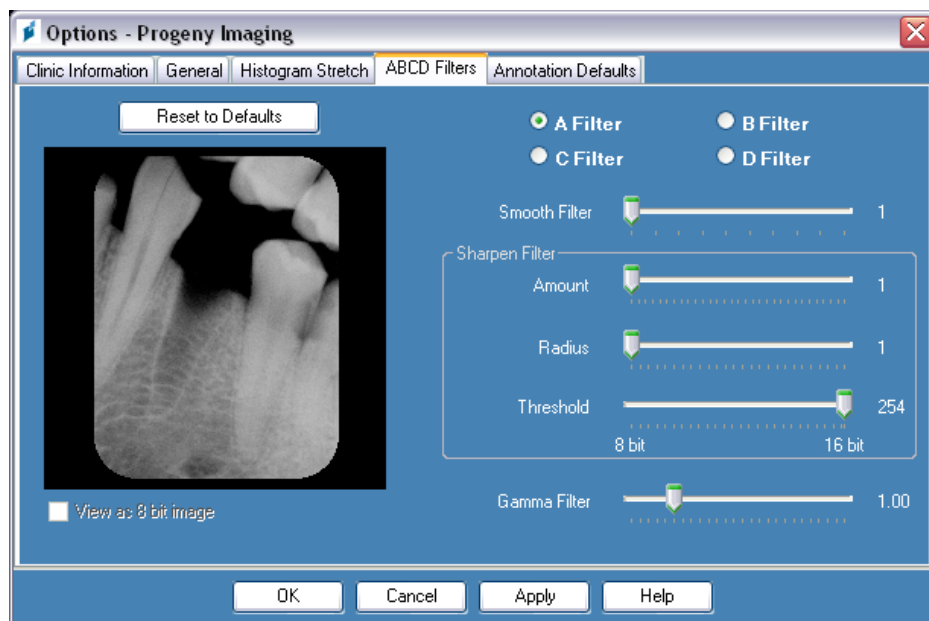 Options - Progeny Imaging
Clinic Information General Histogram Stretch ABCD Filters Annotation Defaults
Reset to Defaults
A Filter B Filter
C Filter D Filter
Smooth Filter 1
Sharpen Filter
Amount 1
Radius 1
Threshold 254
8 bit 16 bit
View as 8 bit image
Gamma Filter 1.00
OK Cancel Apply Help